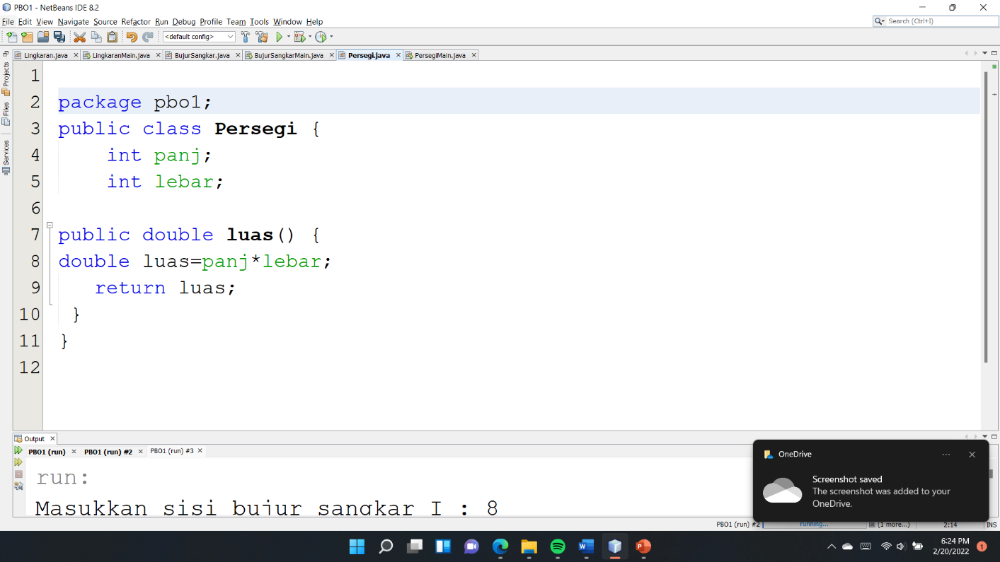 PBO1 - NetBeans IDE 8.2
File Edit View Navigate Source Refactor Run Debug Profile Team Tools Window Help
Search (Ctrl+I)
<default config>
Lingkaran.java LingkaranMain.java BujurSangkar.java BujurSangkarMain.java Persegi.java PersegiMain.java
Projects
Files
Services
1
2 package pbo1;
3 public class Persegi {
4 int panj;
5 int lebar;
6
7 public double luas() {
8 double luas=panj*lebar;
9 return luas;
10 }
11 }
12
Output
PBO1 (run) PBO1 (run) #2 PBO1 (run) #3
run:
Masukkan sisi bujur sangkar I : 8
OneDrive
Screenshot saved
The screenshot was added to your
OneDrive.
PBO1 (run) #2 running... (1 more...) 2:14 INS
6:24 PM
2/20/2022
1